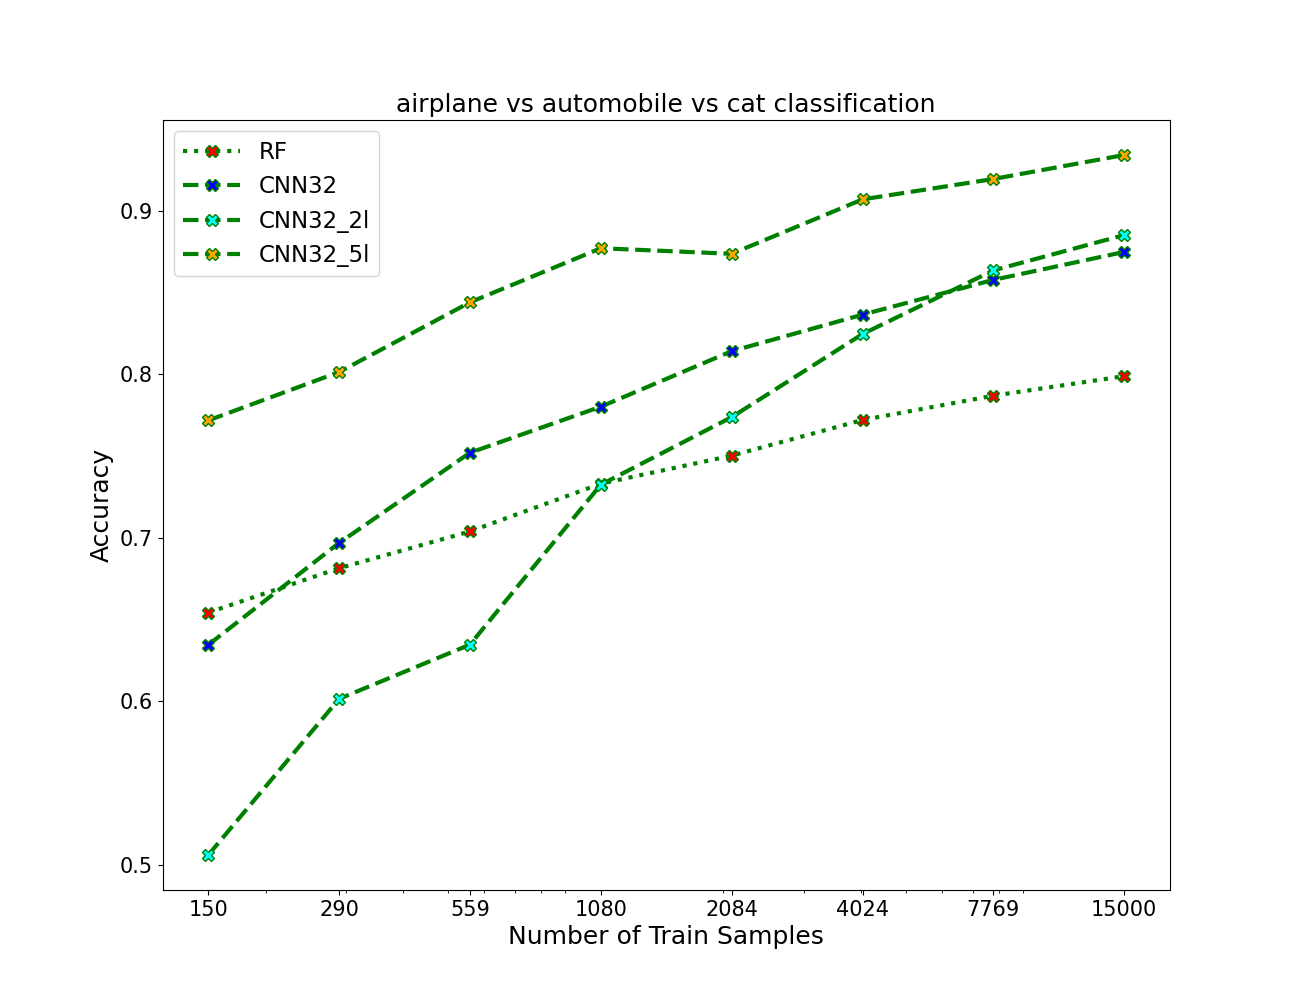 airplane vs automobile vs cat classification
RF
CNN32
CNN32_2l
CNN32_5l
Accuracy
0.9
0.8
0.7
0.6
0.5
150 290 559 1080 2084 4024 7769 15000
Number of Train Samples